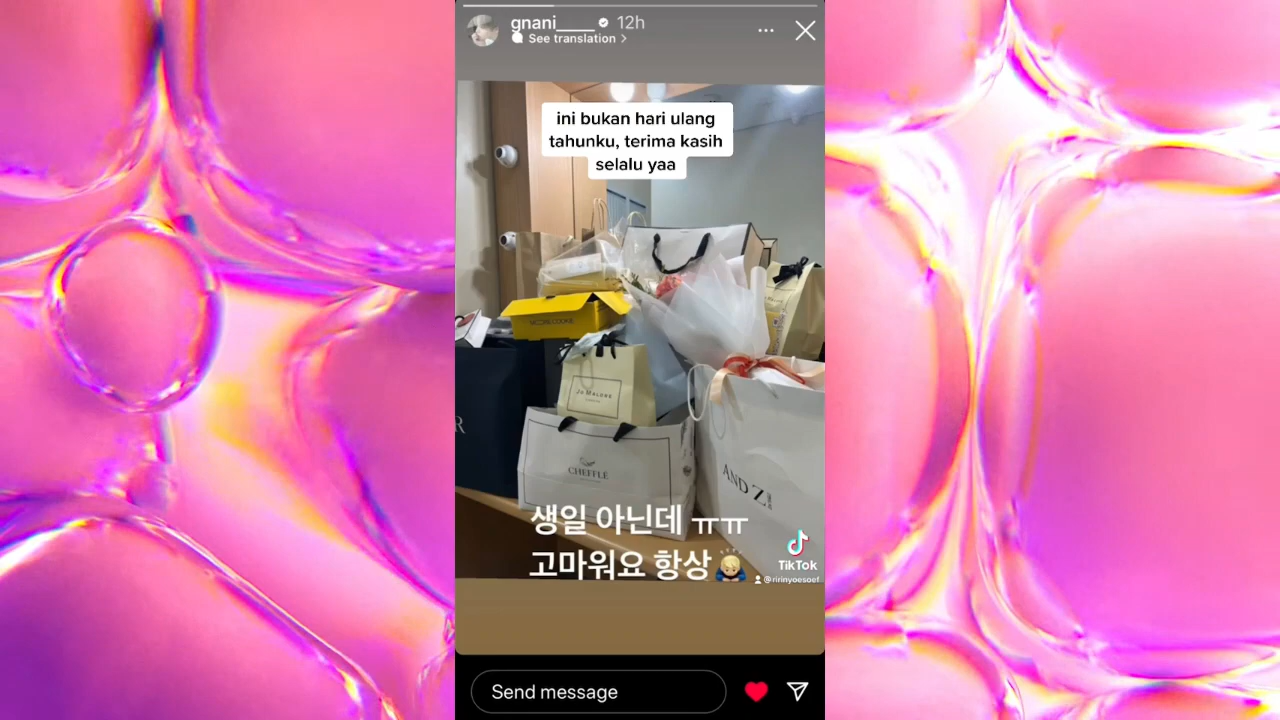 gnani____ 12h
See translation >
ini bukan hari ulang
tahunku, terima kasih
selalu yaa
JO MALONE
CHEFFLE
AND Z
R
생일 아닌데 ㅠㅠ
고마워요 항상
TikTok
@ririnyoesoef
Send message